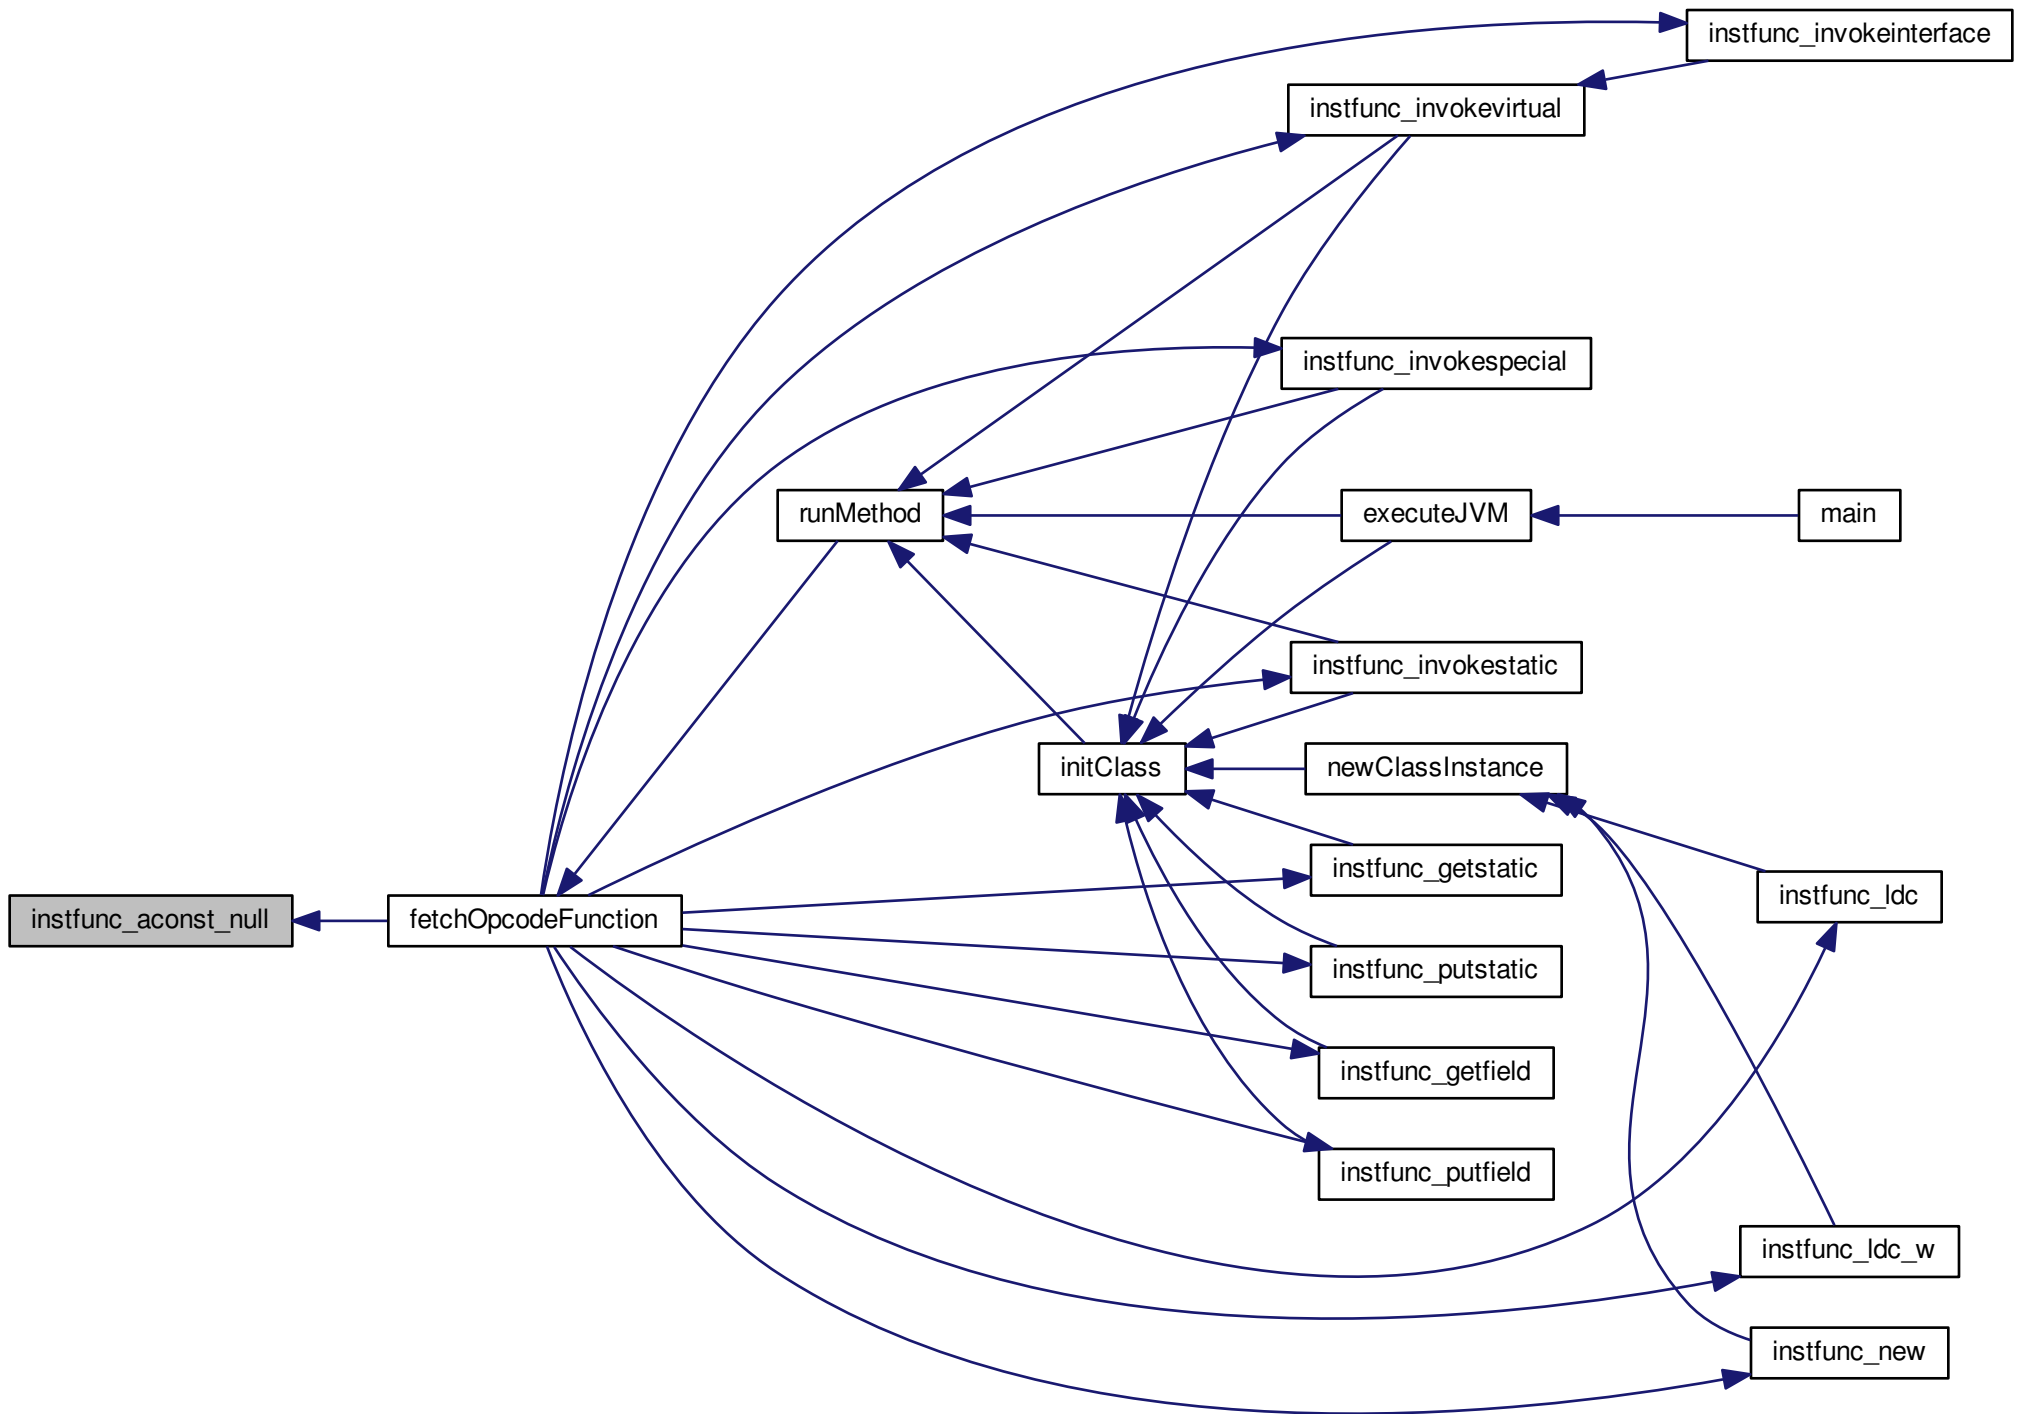 instfunc_invokeinterface
instfunc_invokevirtual
instfunc_invokespecial
runMethod
executeJVM
main
instfunc_invokestatic
initClass
newClassInstance
instfunc_getstatic
instfunc_ldc
instfunc_aconst_null
fetchOpcodeFunction
instfunc_putstatic
instfunc_getfield
instfunc_putfield
instfunc_ldc_w
instfunc_new